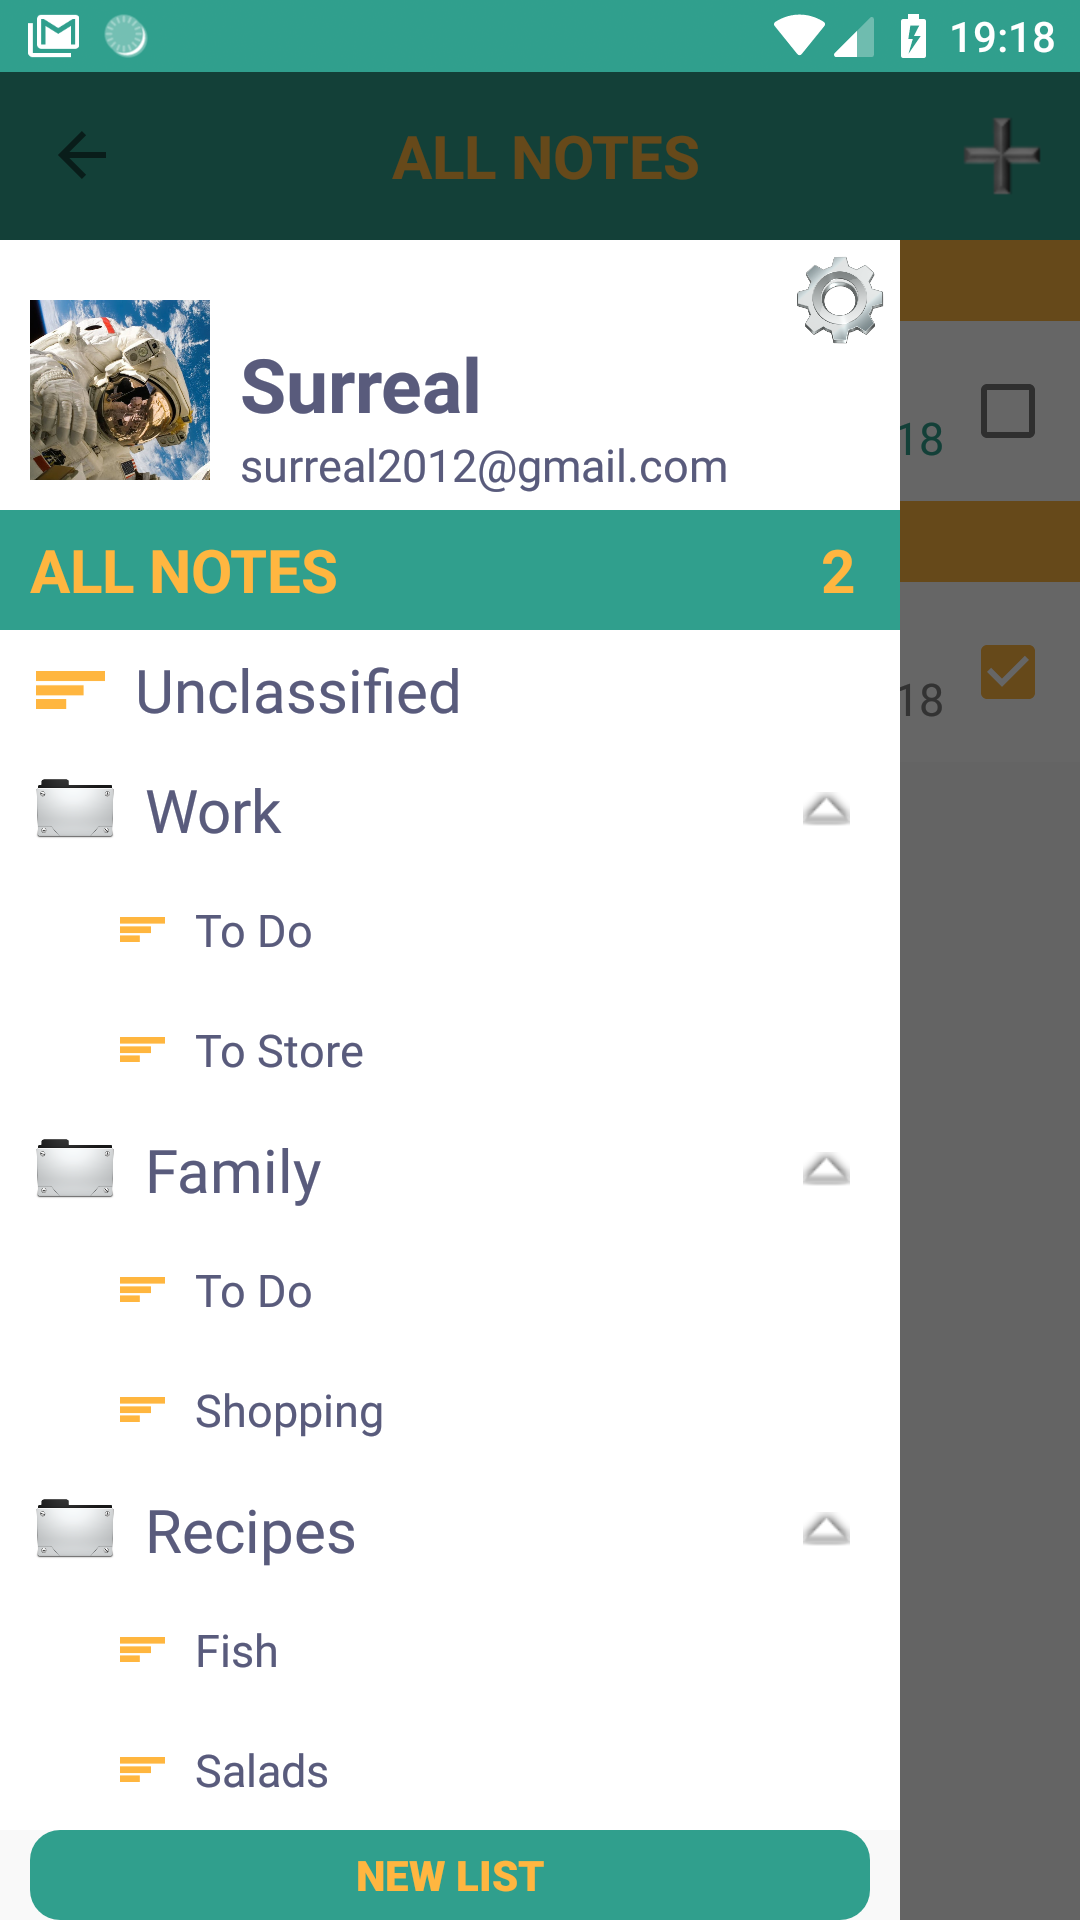 19:18
ALL NOTES
Surreal
surreal2012@gmail.com
18
ALL NOTES 2
Unclassified
18
Work
To Do
To Store
Family
To Do
Shopping
Recipes
Fish
Salads
NEW LIST